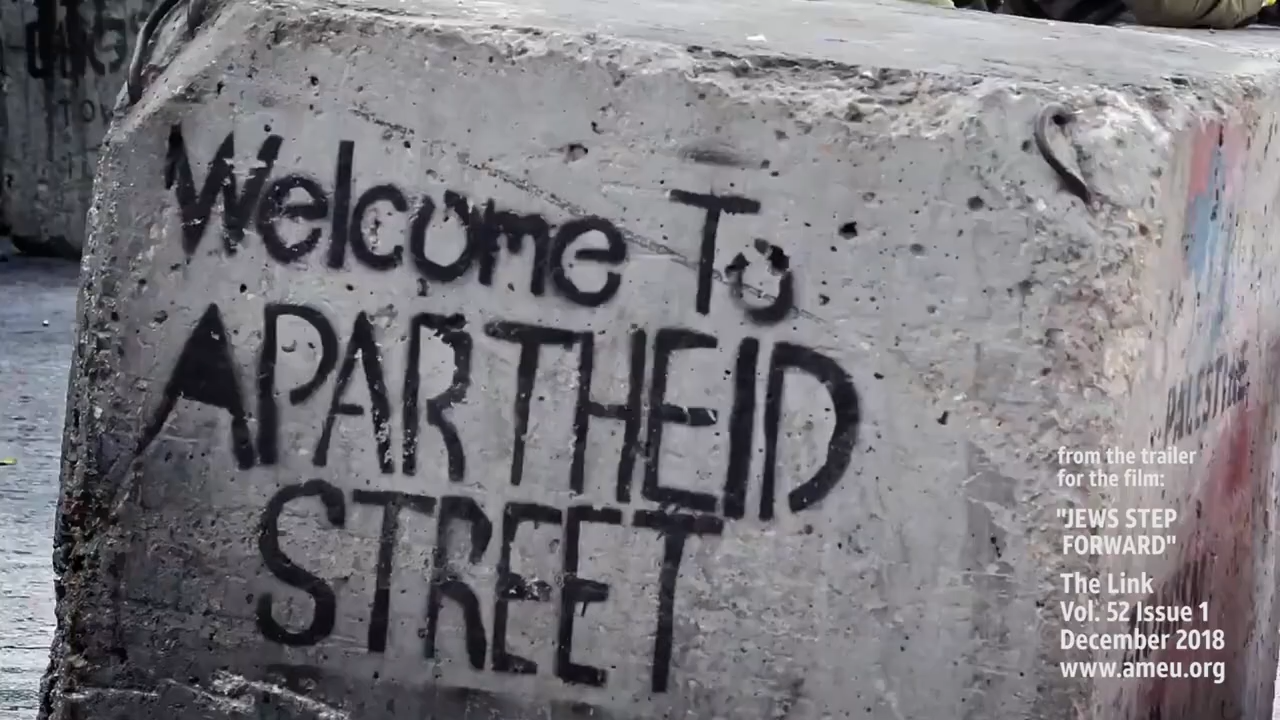 Welcome To
APARTHEID
STREET
PALESTINE
from the trailer
for the film:
"JEWS STEP
FORWARD"
The Link
Vol. 52 Issue 1
December 2018
www.ameu.org